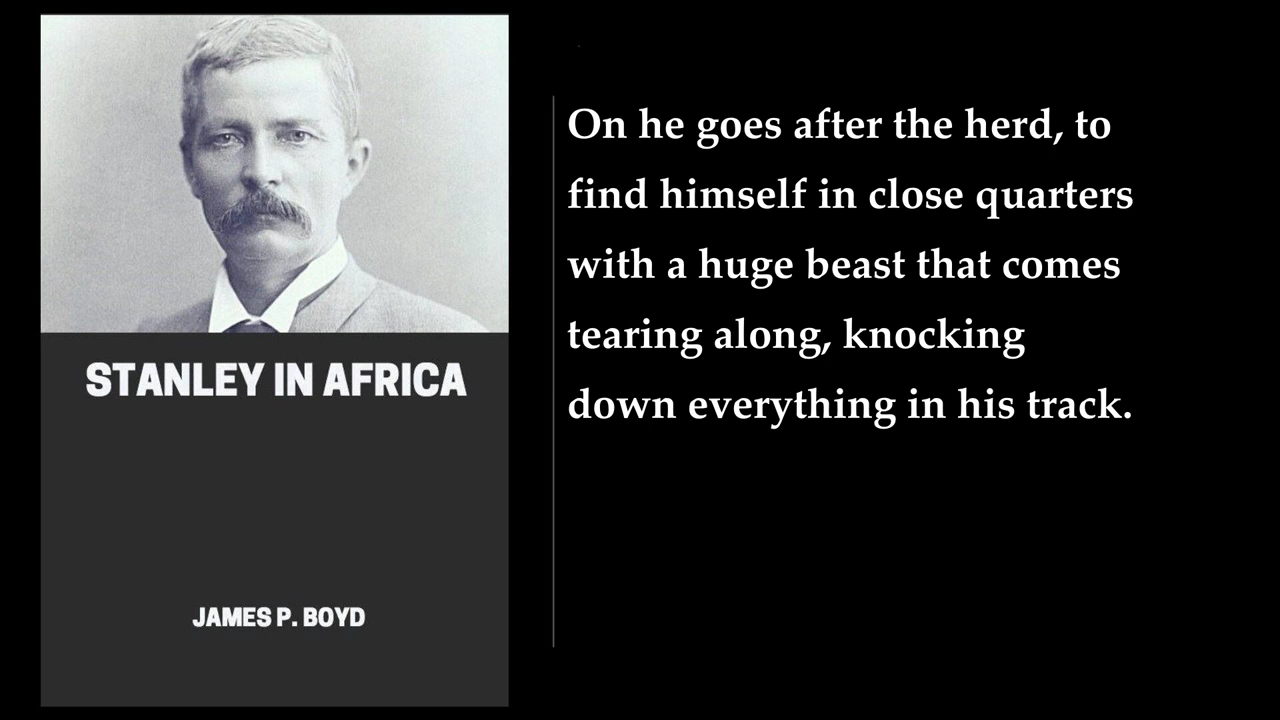 STANLEY IN AFRICA
JAMES P. BOYD
On he goes after the herd, to
find himself in close quarters
with a huge beast that comes
tearing along, knocking
down everything in his track.